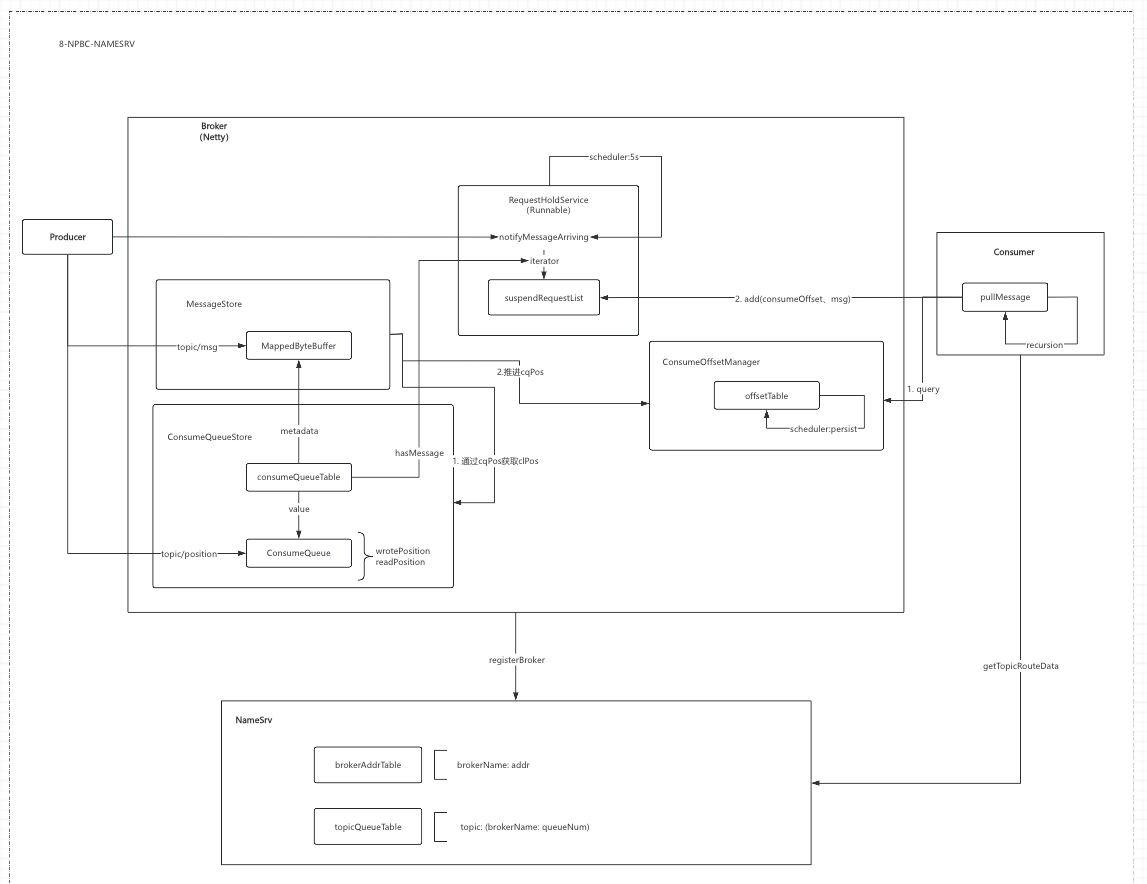 8-NPBC-NAMESRV
Broker
(Netty)
scheduler:5s
RequestHoldService
(Runnable)
Producer
notifyMessageArriving
Consumer
iterator
suspendRequestList
2. add(consumeOffset、msg)
pullMessage
MessageStore
MappedByteBuffer
topic/msg
recursion
ConsumeOffsetManager
2.推进cqPos
offsetTable
1. query
scheduler:persist
metadata
ConsumeQueueStore
hasMessage
1. 通过cqPos获取clPos
consumeQueueTable
value
topic/position
ConsumeQueue
wrotePosition
readPosition
registerBroker
getTopicRouteData
NameSrv
brokerAddrTable
brokerName: addr
topicQueueTable
topic: (brokerName: queueNum)